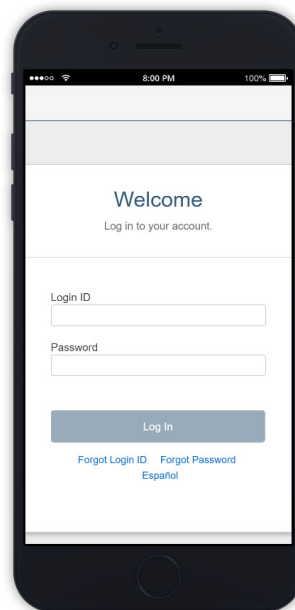 8:00 PM 100%
Welcome
Log in to your account.
Login ID
Password
Log In
Forgot Login ID Forgot Password
Español